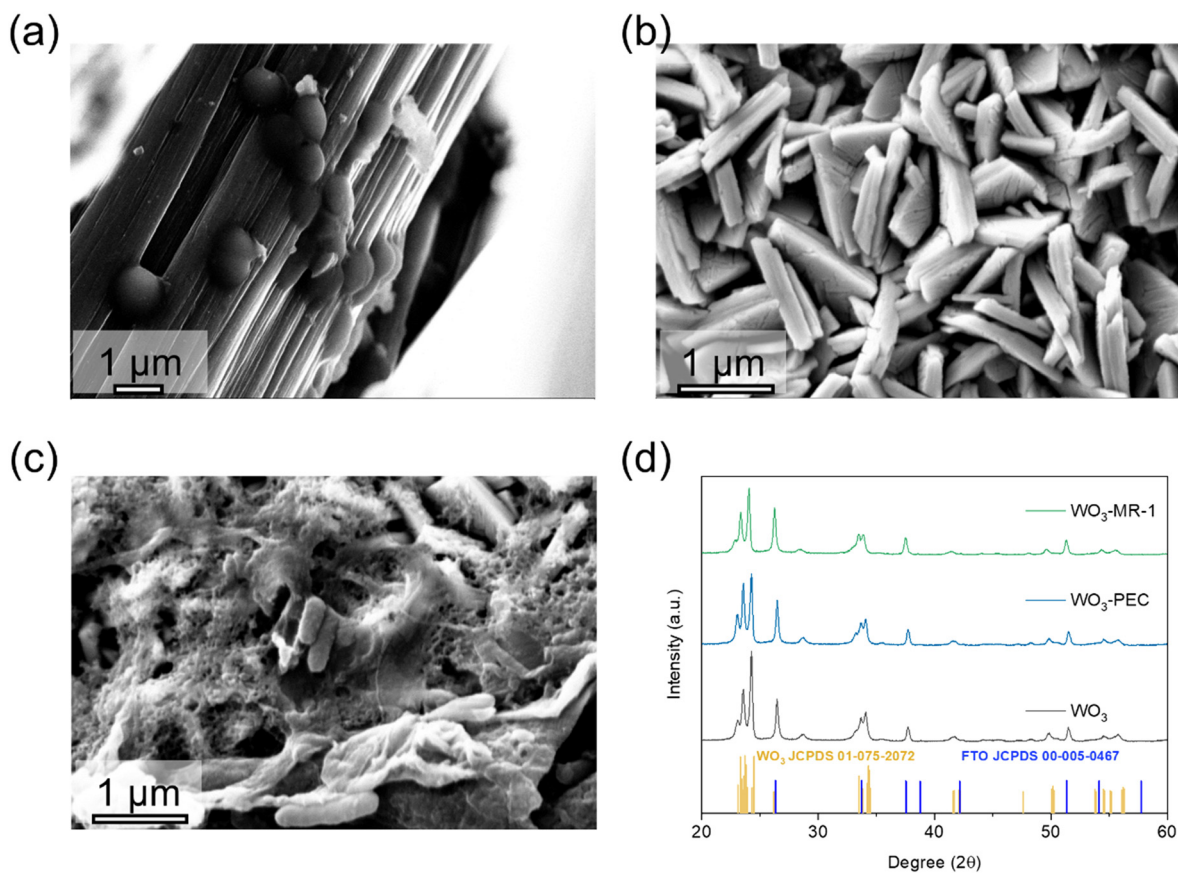 (a)
(b)
1 μm
1 μm
(c)
(d)
1 μm
WO₃-MR-1
WO₃-PEC
WO₃
WO₃ JCPDS 01-075-2072
FTO JCPDS 00-005-0467
Intensity (a.u.)
20
30
40
50
60
Degree (2θ)